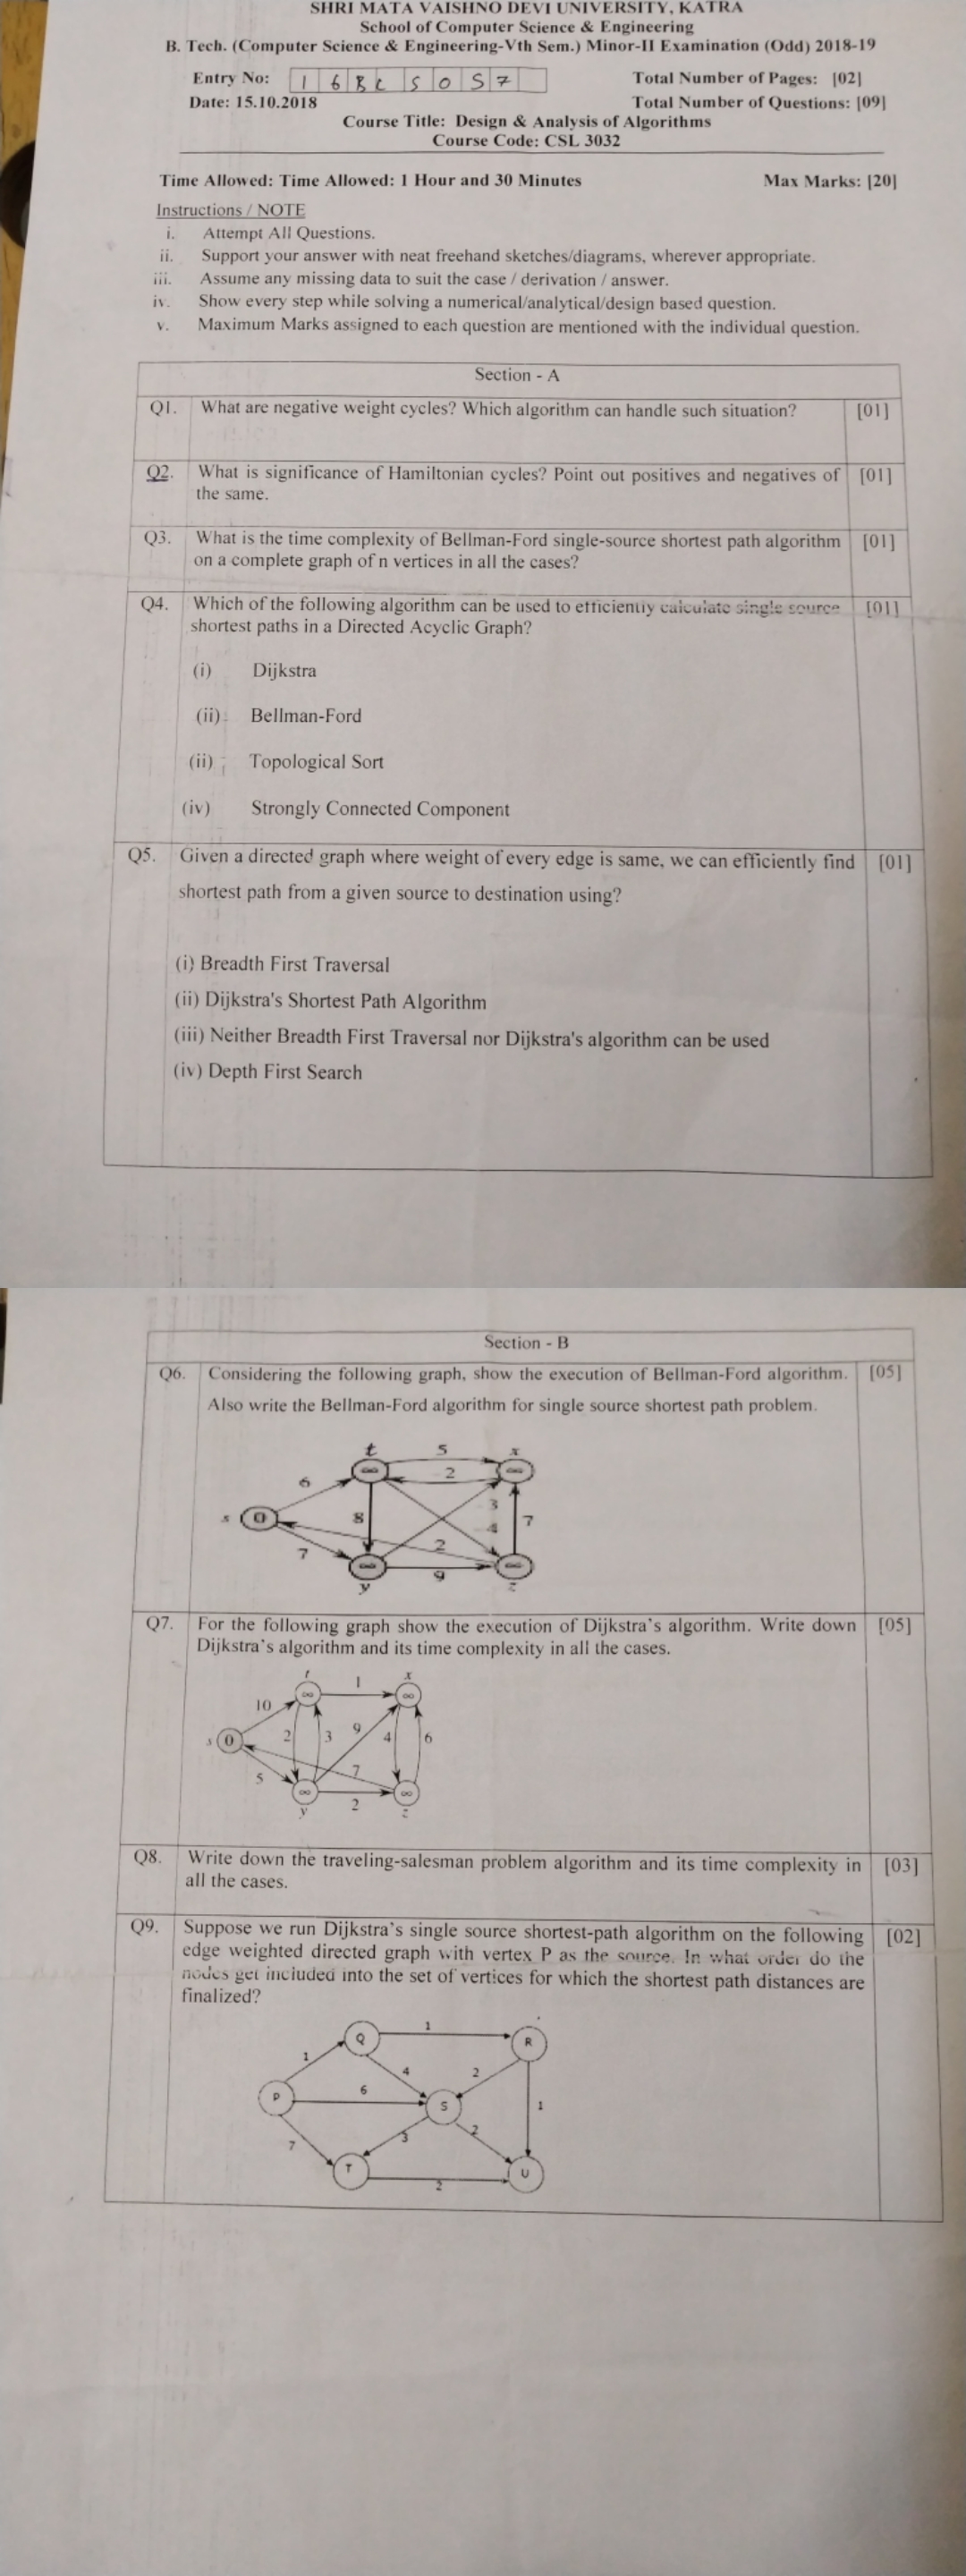 SHRI MATA VAISHNO DEVI UNIVERSITY, KATRA
School of Computer Science & Engineering
B. Tech. (Computer Science & Engineering-Vth Sem.) Minor-II Examination (Odd) 2018-19
Entry No: 1 6 B C S 0 5 7 Total Number of Pages: [02]
Date: 15.10.2018 Total Number of Questions: [09]
Course Title: Design & Analysis of Algorithms
Course Code: CSL 3032
Time Allowed: Time Allowed: 1 Hour and 30 Minutes Max Marks: [20]
Instructions / NOTE
i. Attempt All Questions.
ii. Support your answer with neat freehand sketches/diagrams, wherever appropriate.
iii. Assume any missing data to suit the case / derivation / answer.
iv. Show every step while solving a numerical/analytical/design based question.
v. Maximum Marks assigned to each question are mentioned with the individual question.
Section - A
Q1. What are negative weight cycles? Which algorithm can handle such situation? [01]
Q2. What is significance of Hamiltonian cycles? Point out positives and negatives of [01]
the same.
Q3. What is the time complexity of Bellman-Ford single-source shortest path algorithm [01]
on a complete graph of n vertices in all the cases?
Q4. Which of the following algorithm can be used to efficiently calculate single source [01]
shortest paths in a Directed Acyclic Graph?
(i) Dijkstra
(ii) Bellman-Ford
(ii) Topological Sort
(iv) Strongly Connected Component
Q5. Given a directed graph where weight of every edge is same, we can efficiently find [01]
shortest path from a given source to destination using?
(i) Breadth First Traversal
(ii) Dijkstra's Shortest Path Algorithm
(iii) Neither Breadth First Traversal nor Dijkstra's algorithm can be used
(iv) Depth First Search
Section - B
Q6. Considering the following graph, show the execution of Bellman-Ford algorithm. [05]
Also write the Bellman-Ford algorithm for single source shortest path problem.
t 5 x
∞ 2 ∞
6
s 0 8 3 7
4
7 2
∞ 9 ∞
y z
Q7. For the following graph show the execution of Dijkstra's algorithm. Write down [05]
Dijkstra's algorithm and its time complexity in all the cases.
t 1 x
10 ∞ ∞
s 0 2 3 9 4 6
5 7
∞ 2 ∞
y z
Q8. Write down the traveling-salesman problem algorithm and its time complexity in [03]
all the cases.
Q9. Suppose we run Dijkstra's single source shortest-path algorithm on the following [02]
edge weighted directed graph with vertex P as the source. In what order do the
nodes get included into the set of vertices for which the shortest path distances are
finalized?
Q 1 R
1 4 2
P 6 S 1
7 3 2
T 2 U